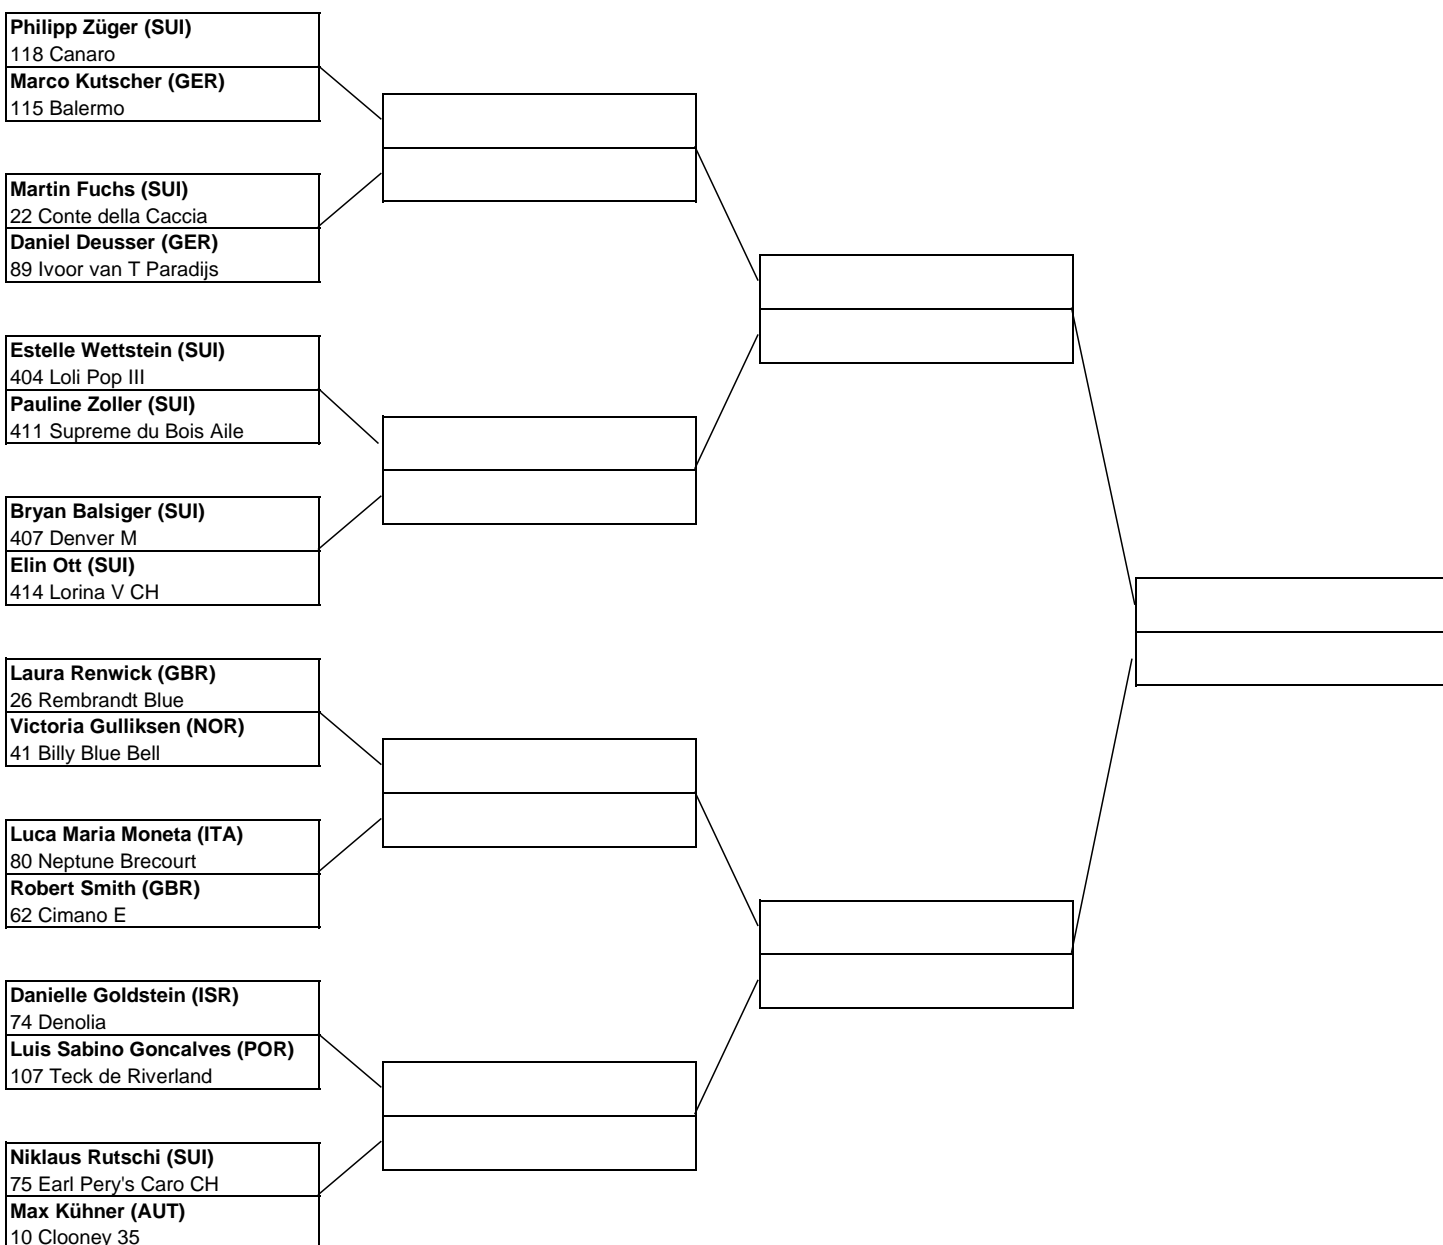 Philipp Züger (SUI)
118 Canaro
Marco Kutscher (GER)
115 Balermo
Martin Fuchs (SUI)
22 Conte della Caccia
Daniel Deusser (GER)
89 Ivoor van T Paradijs
Estelle Wettstein (SUI)
404 Loli Pop III
Pauline Zoller (SUI)
411 Supreme du Bois Aile
Bryan Balsiger (SUI)
407 Denver M
Elin Ott (SUI)
414 Lorina V CH
Laura Renwick (GBR)
26 Rembrandt Blue
Victoria Gulliksen (NOR)
41 Billy Blue Bell
Luca Maria Moneta (ITA)
80 Neptune Brecourt
Robert Smith (GBR)
62 Cimano E
Danielle Goldstein (ISR)
74 Denolia
Luis Sabino Goncalves (POR)
107 Teck de Riverland
Niklaus Rutschi (SUI)
75 Earl Pery's Caro CH
Max Kühner (AUT)
10 Clooney 35